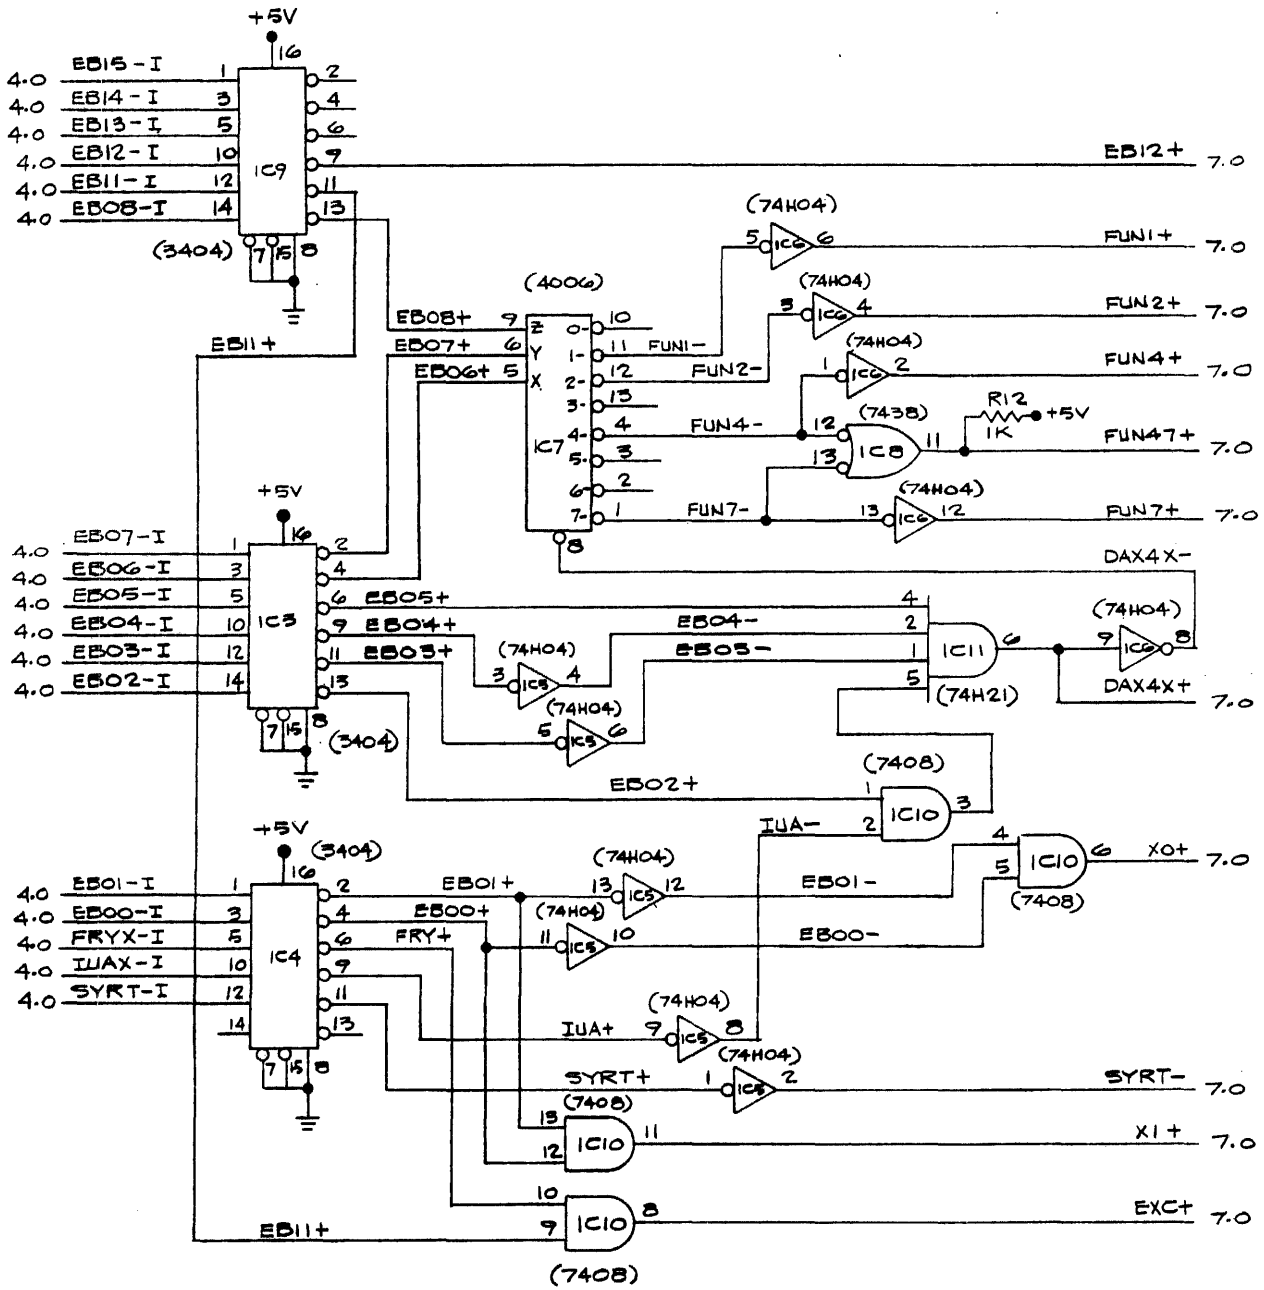 +5V
16
4.0 EB15-I 1 2
4.0 EB14-I 3 4
4.0 EB13-I 5 6
4.0 EB12-I 10 IC9 9 EB12+ 7.0
4.0 EB11-I 12 11
4.0 EB08-I 14 13
(3404) 7 15 8
(74H04)
5 IC6 6 FUN1+ 7.0
(4006)
(74H04)
3 IC6 4 FUN2+ 7.0
EB08+ 9 Z 0- 10
EB11+
EB07+ 6 Y 1- 11 FUN1-
(74H04)
EB06+ 5 X 2- 12 FUN2-
1 IC6 2 FUN4+ 7.0
3- 13
(7438)
R12
+5V
1K
4- 4 FUN4- 12
IC7
13 IC8 11 FUN47+ 7.0
5- 3
6- 2
(74H04)
7- 1 FUN7- 13 IC6 12 FUN7+ 7.0
8
DAX4X-
+5V
16
4.0 EB07-I 1 2
4.0 EB06-I 3 4
4.0 EB05-I 5 6 EB05+ 4
4.0 EB04-I 10 IC3 9 EB04+ EB04- 2
4.0 EB03-I 12 11 EB03+ EB03- 1
4.0 EB02-I 14 13
5 IC11 6
(74H21)
(74H04)
9 IC6 8
DAX4X+ 7.0
(74H04)
3 IC5 4
(74H04)
5 IC5 6
7 15 8
(3404)
(7408)
EB02+ 1
IUA- 2 IC10 3
+5V
(3404)
16
4.0 EB01-I 1 2 EB01+
(74H04)
13 IC5 12 EB01- 4
5 IC10 6 X0+ 7.0
(7408)
4.0 EB00-I 3 4 EB00+
(74H04)
11 IC5 10 EB00-
4.0 FRYX-I 5 6 FRY+
4.0 IUAX-I 10 IC4 9
4.0 SYRT-I 12 11
14 13
7 15 8
(74H04)
IUA+ 9 IC5 8
(74H04)
SYRT+ 1 IC5 2 SYRT- 7.0
(7408)
13
12 IC10 11 X1+ 7.0
10
EB11+ 9 IC10 8 EXC+ 7.0
(7408)